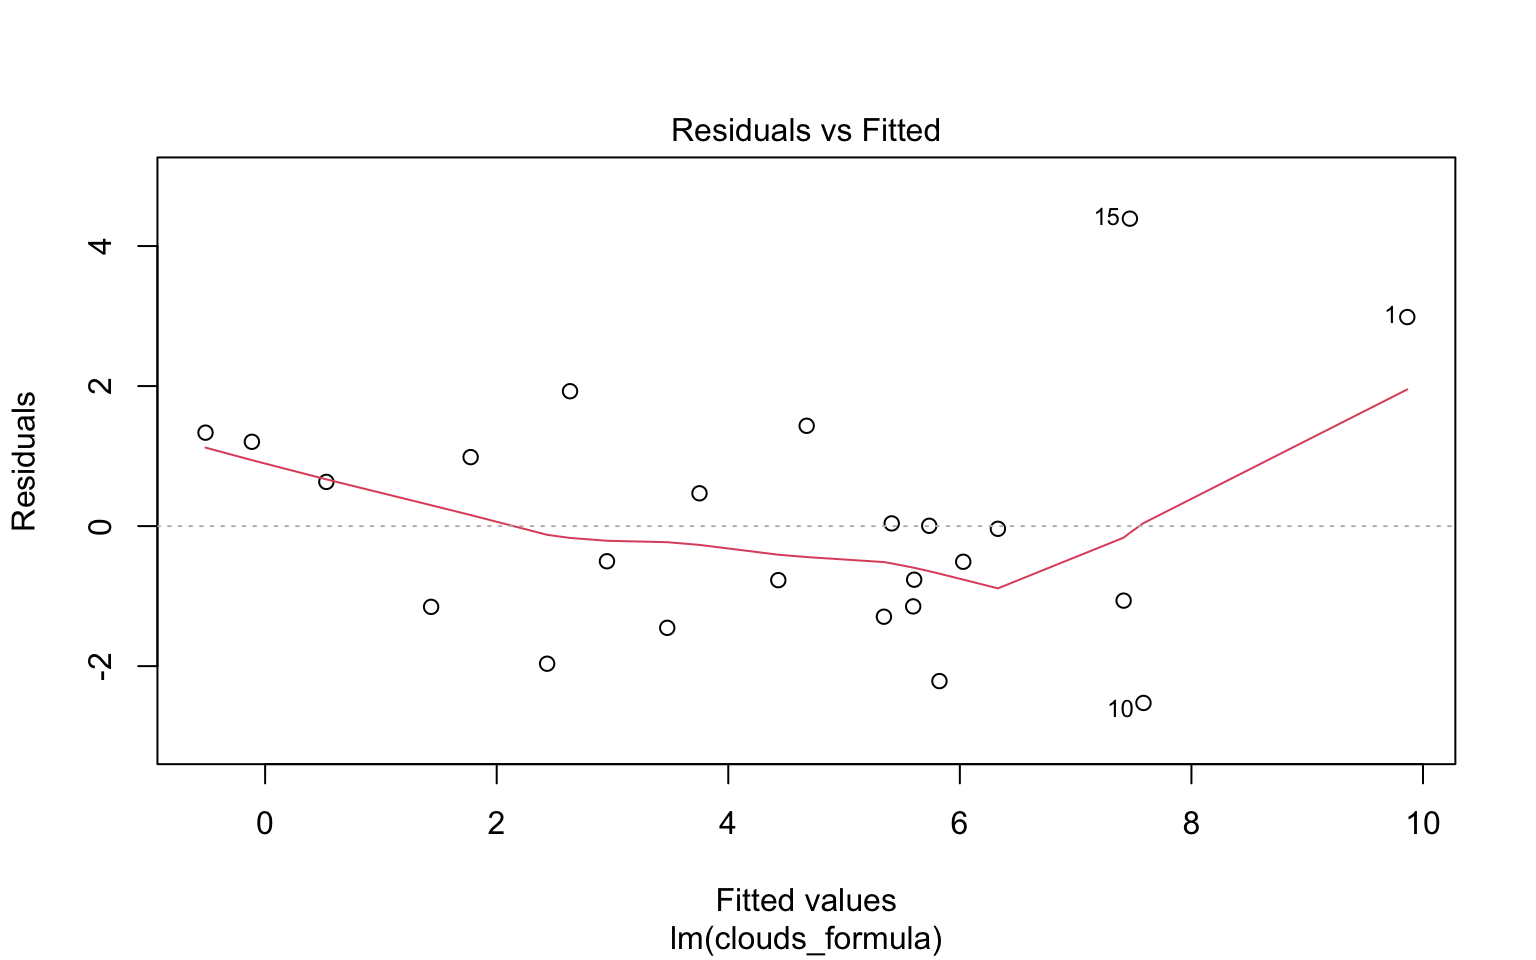 Residuals vs Fitted
Residuals
4
2
0
-2
15
1
10
0 2 4 6 8 10
Fitted values
lm(clouds_formula)